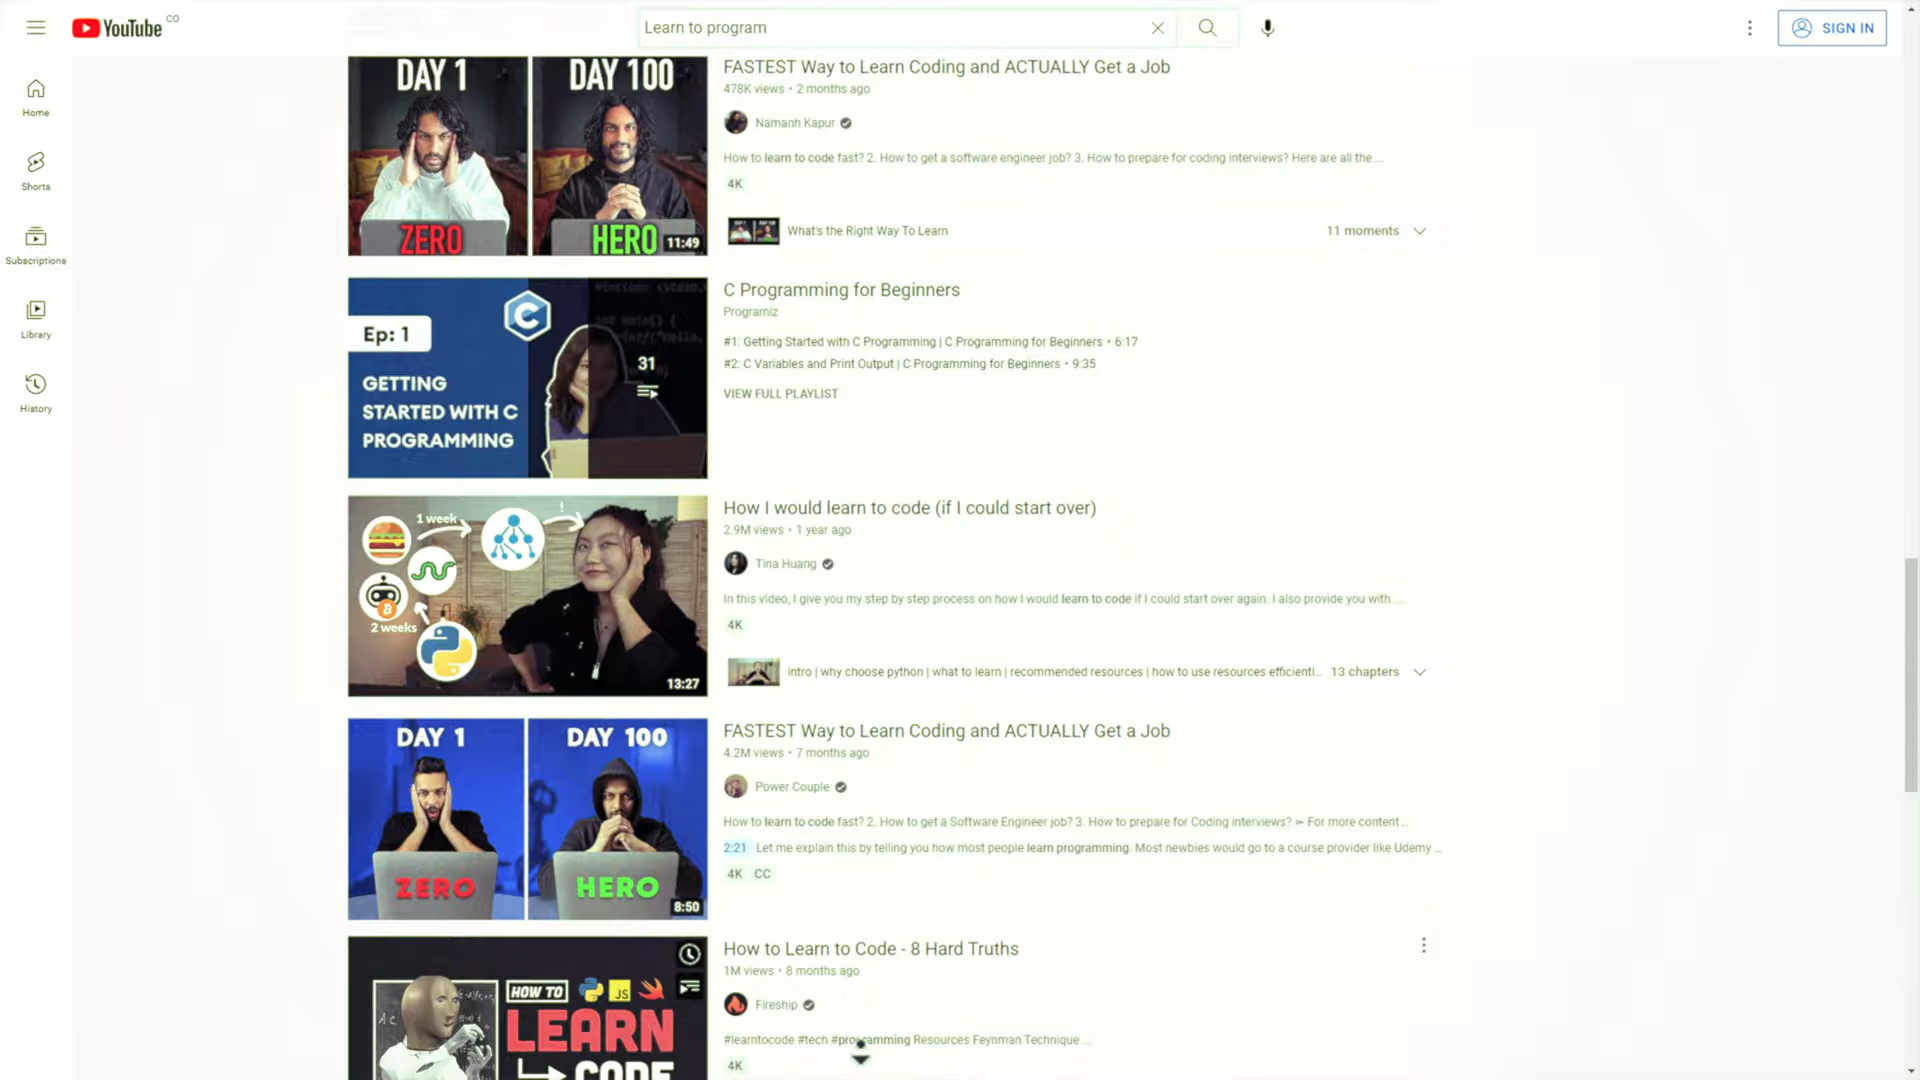 YouTube CO
Learn to program
SIGN IN
Home
Shorts
Subscriptions
Library
History
DAY 1
DAY 100
ZERO
HERO
11:49
FASTEST Way to Learn Coding and ACTUALLY Get a Job
478K views • 2 months ago
Namanh Kapur
How to learn to code fast? 2. How to get a software engineer job? 3. How to prepare for coding interviews? Here are all the ...
4K
What's the Right Way To Learn
11 moments
Ep: 1
GETTING
STARTED WITH C
PROGRAMMING
C
31
C Programming for Beginners
Programiz
#1: Getting Started with C Programming | C Programming for Beginners • 6:17
#2: C Variables and Print Output | C Programming for Beginners • 9:35
VIEW FULL PLAYLIST
1 week
!
2 weeks
13:27
How I would learn to code (if I could start over)
2.9M views • 1 year ago
Tina Huang
In this video, I give you my step by step process on how I would learn to code if I could start over again. I also provide you with ...
4K
intro | why choose python | what to learn | recommended resources | how to use resources efficientl...
13 chapters
DAY 1
DAY 100
ZERO
HERO
8:50
FASTEST Way to Learn Coding and ACTUALLY Get a Job
4.2M views • 7 months ago
Power Couple
How to learn to code fast? 2. How to get a Software Engineer job? 3. How to prepare for Coding interviews? ➣ For more content ..
2:21 Let me explain this by telling you how most people learn programming. Most newbies would go to a course provider like Udemy ...
4K CC
HOW TO
JS
LEARN
CODE
How to Learn to Code - 8 Hard Truths
1M views • 8 months ago
Fireship
#learntocode #tech #programming Resources Feynman Technique ...
4K